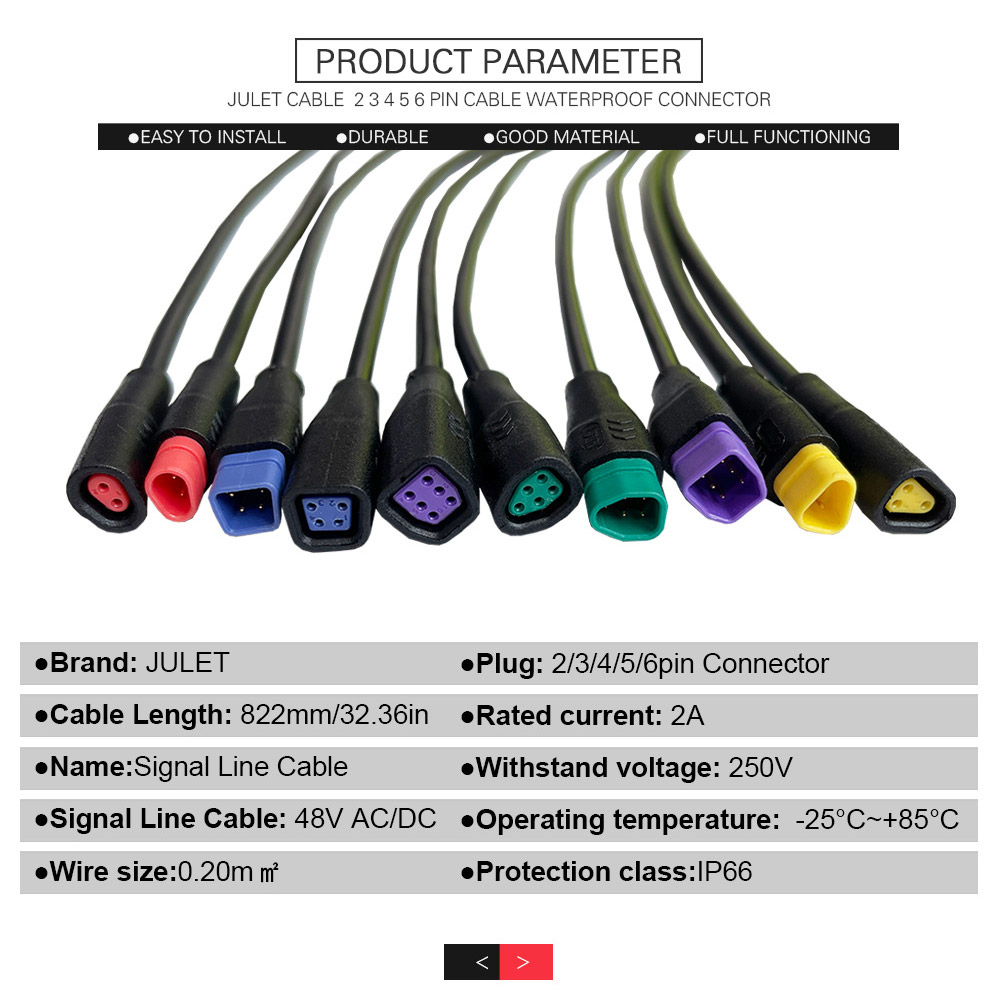 PRODUCT PARAMETER
JULET CABLE 2 3 4 5 6 PIN CABLE WATERPROOF CONNECTOR
●EASY TO INSTALL ●DURABLE ●GOOD MATERIAL ●FULL FUNCTIONING
●Brand: JULET ●Plug: 2/3/4/5/6pin Connector
●Cable Length: 822mm/32.36in ●Rated current: 2A
●Name:Signal Line Cable ●Withstand voltage: 250V
●Signal Line Cable: 48V AC/DC ●Operating temperature: -25°C~+85°C
●Wire size:0.20m㎡ ●Protection class:IP66
< >